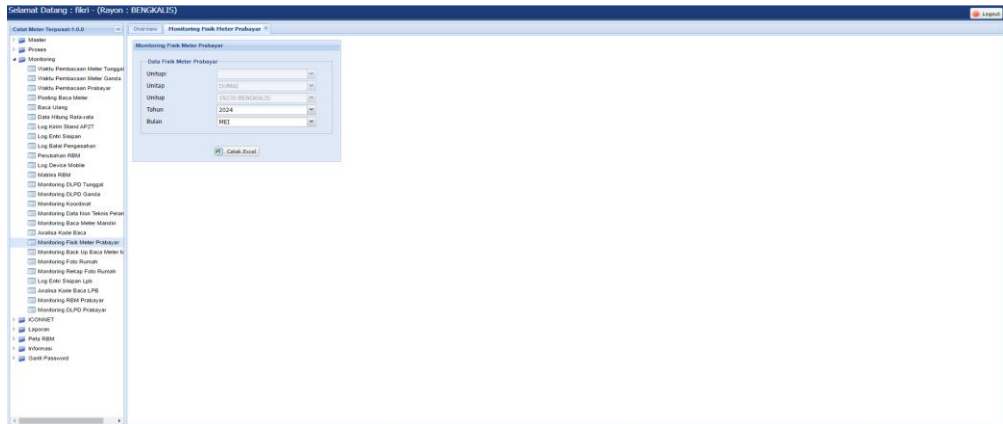 Selamat Datang : fikri - (Rayon : BENGKALIS)
Logout
Catat Meter Terpusat 1.0.0
Overview
Monitoring Fisik Meter Prabayar
Master
Proses
Monitoring
Waktu Pembacaan Meter Tunggal
Waktu Pembacaan Meter Ganda
Waktu Pembacaan Prabayar
Posting Baca Meter
Baca Ulang
Data Hitung Rata-rata
Log Kirim Stand AP2T
Log Entri Sisipan
Log Batal Pengesahan
Perubahan RBM
Log Device Mobile
Matriks RBM
Monitoring DLPD Tunggal
Monitoring DLPD Ganda
Monitoring Koordinat
Monitoring Data Non Teknis Pelan
Monitoring Baca Meter Mandiri
Analisa Kode Baca
Monitoring Fisik Meter Prabayar
Monitoring Back Up Baca Meter
Monitoring Foto Rumah
Monitoring Rekap Foto Rumah
Log Entri Sisipan Lpb
Analisa Kode Baca LPB
Monitoring RBM Prabayar
Monitoring DLPD Prabayar
ICONNET
Laporan
Peta RBM
Informasi
Ganti Password
Monitoring Fisik Meter Prabayar
Data Fisik Meter Prabayar
Unitupi
Unitap
DUMAI
Unitup
18230-BENGKALIS
Tahun
2024
Bulan
MEI
Cetak Excel